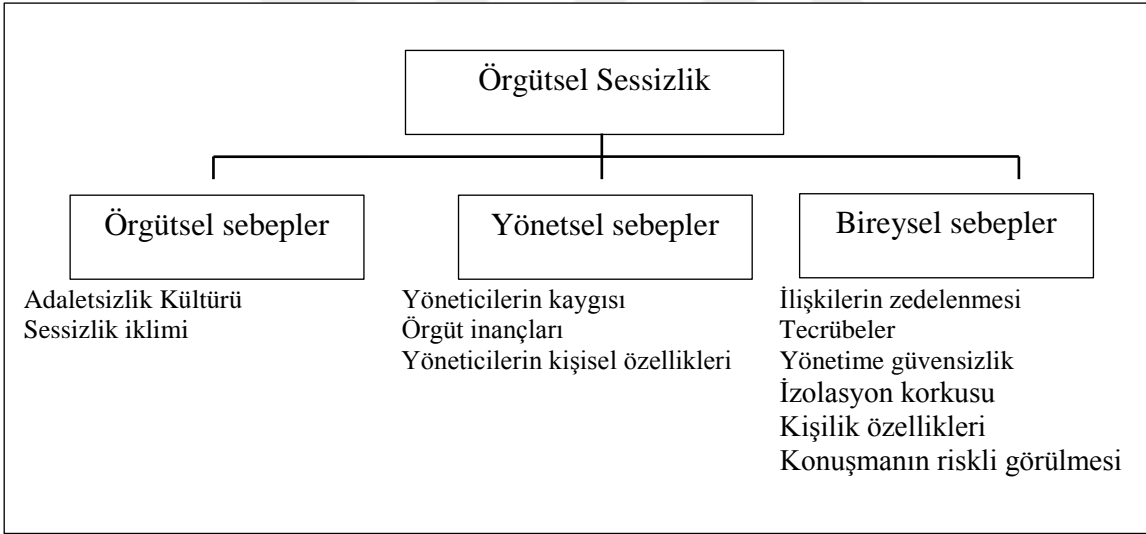 Örgütsel Sessizlik
Örgütsel sebepler
Adaletsizlik Kültürü
Sessizlik iklimi
Yönetsel sebepler
Yöneticilerin kaygısı
Örgüt inançları
Yöneticilerin kişisel özellikleri
Bireysel sebepler
İlişkilerin zedelenmesi
Tecrübeler
Yönetime güvensizlik
İzolasyon korkusu
Kişilik özellikleri
Konuşmanın riskli görülmesi